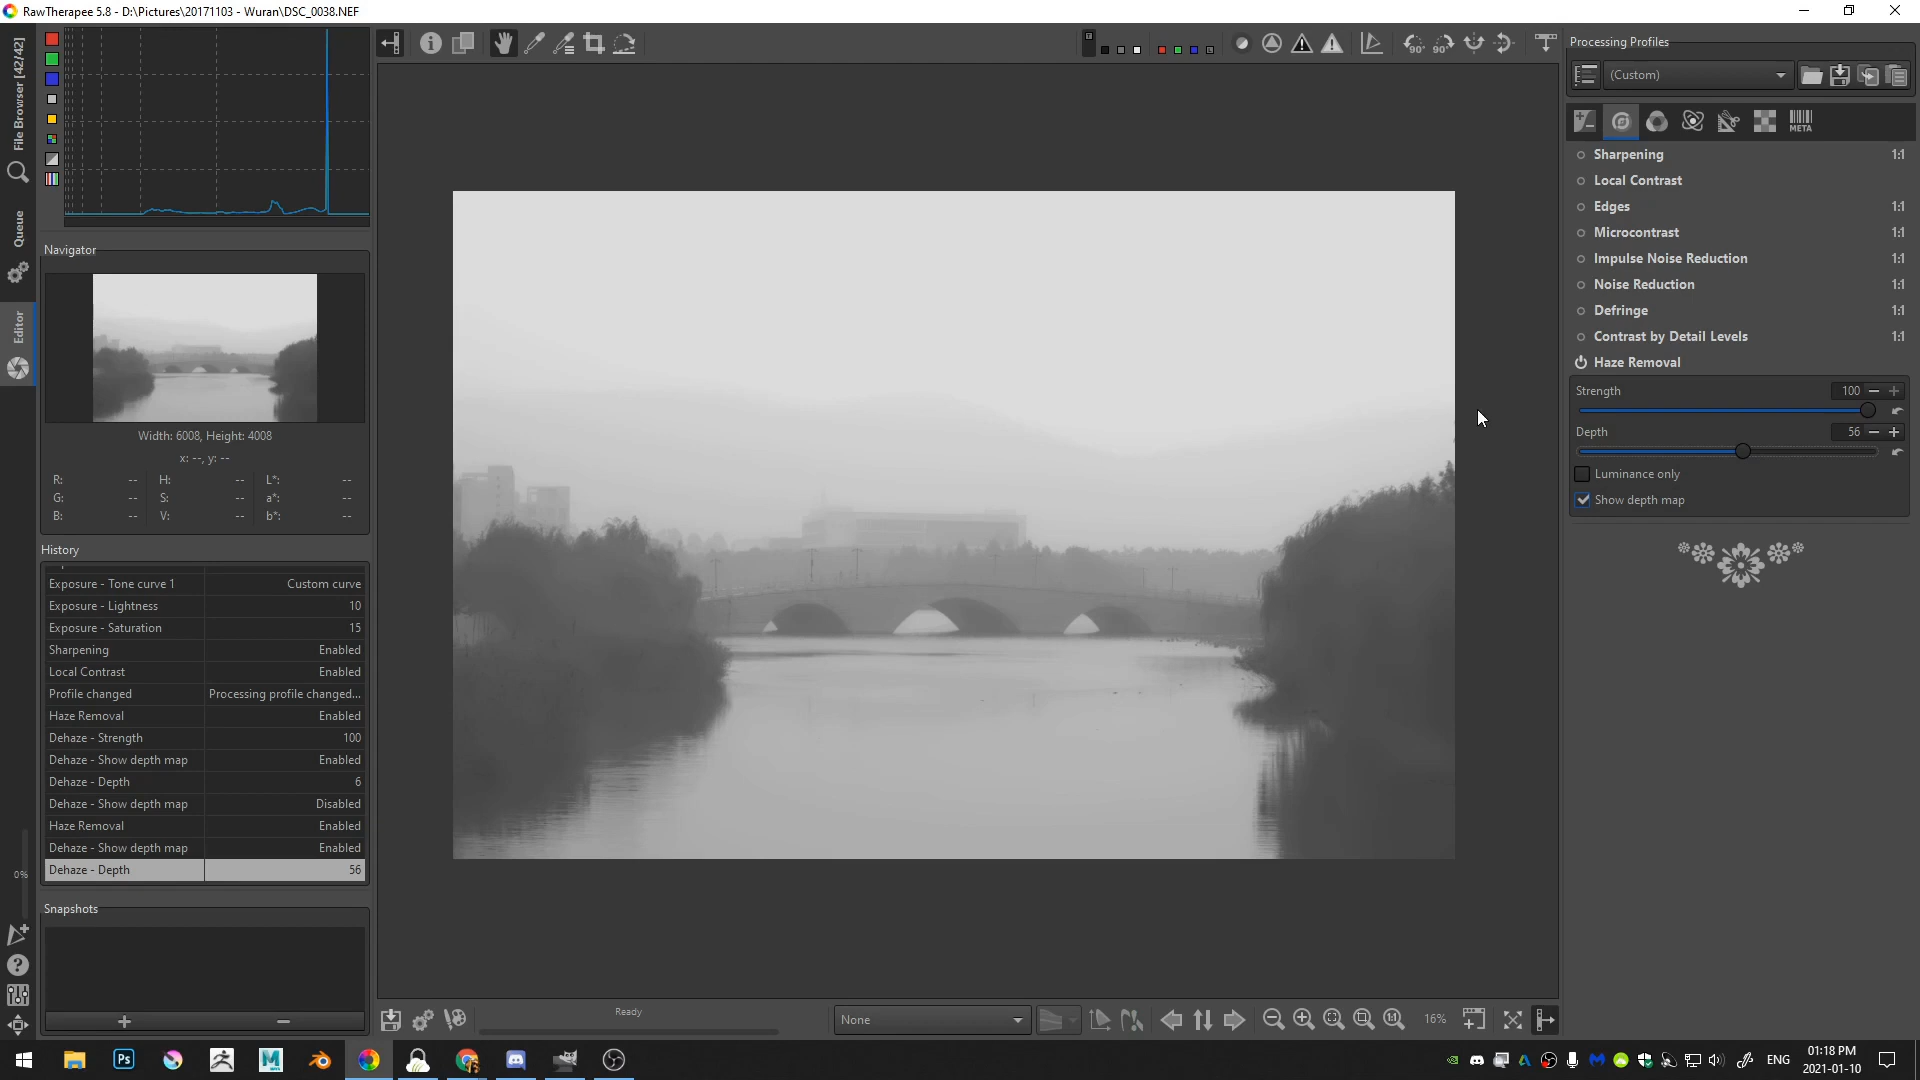 RawTherapee 5.8 - D:\Pictures\20171103 - Wuran\DSC_0038.NEF
File Browser [42/42]
Queue
Editor
0%
Navigator
Width: 6008, Height: 4008
x: --, y: --
R: -- H: -- L*: --
G: -- S: -- a*: --
B: -- V: -- b*: --
History
Exposure - Tone curve 1 Custom curve
Exposure - Lightness 10
Exposure - Saturation 15
Sharpening Enabled
Local Contrast Enabled
Profile changed Processing profile changed...
Haze Removal Enabled
Dehaze - Strength 100
Dehaze - Show depth map Enabled
Dehaze - Depth 6
Dehaze - Show depth map Disabled
Haze Removal Enabled
Dehaze - Show depth map Enabled
Dehaze - Depth 56
Snapshots
Ready
None
1:1
16%
Processing Profiles
(Custom)
META
Sharpening 1:1
Local Contrast
Edges 1:1
Microcontrast 1:1
Impulse Noise Reduction 1:1
Noise Reduction 1:1
Defringe 1:1
Contrast by Detail Levels 1:1
Haze Removal
Strength 100
Depth 56
Luminance only
Show depth map
Ps
M
ENG
01:18 PM
2021-01-10